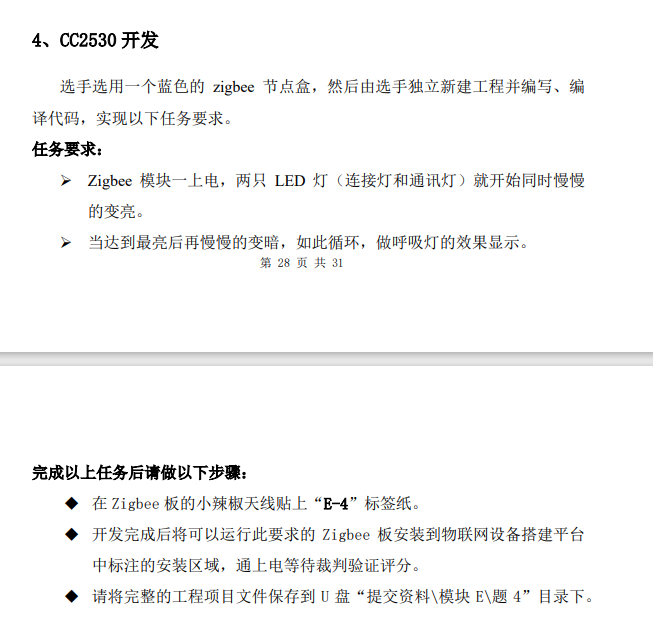 4、CC2530 开发
选手选用一个蓝色的 zigbee 节点盒，然后由选手独立新建工程并编写、编
译代码，实现以下任务要求。
任务要求：
➢ Zigbee 模块一上电，两只 LED 灯（连接灯和通讯灯）就开始同时慢慢
的变亮。
➢ 当达到最亮后再慢慢的变暗，如此循环，做呼吸灯的效果显示。
第 28 页 共 31
完成以上任务后请做以下步骤：
◆ 在 Zigbee 板的小辣椒天线贴上“E-4”标签纸。
◆ 开发完成后将可以运行此要求的 Zigbee 板安装到物联网设备搭建平台
中标注的安装区域，通上电等待裁判验证评分。
◆ 请将完整的工程项目文件保存到 U 盘“提交资料\模块 E\题 4”目录下。